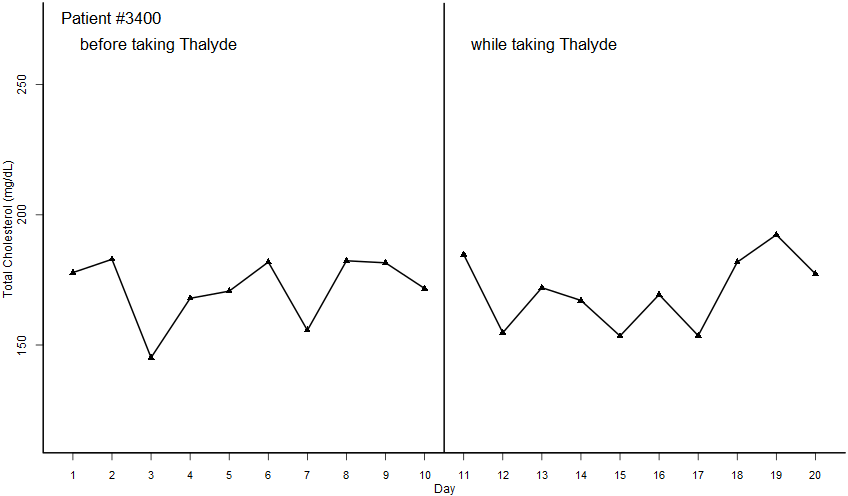 Patient #3400
before taking Thalyde
while taking Thalyde
Total Cholesterol (mg/dL)
250
200
150
1 2 3 4 5 6 7 8 9 10 11 12 13 14 15 16 17 18 19 20
Day